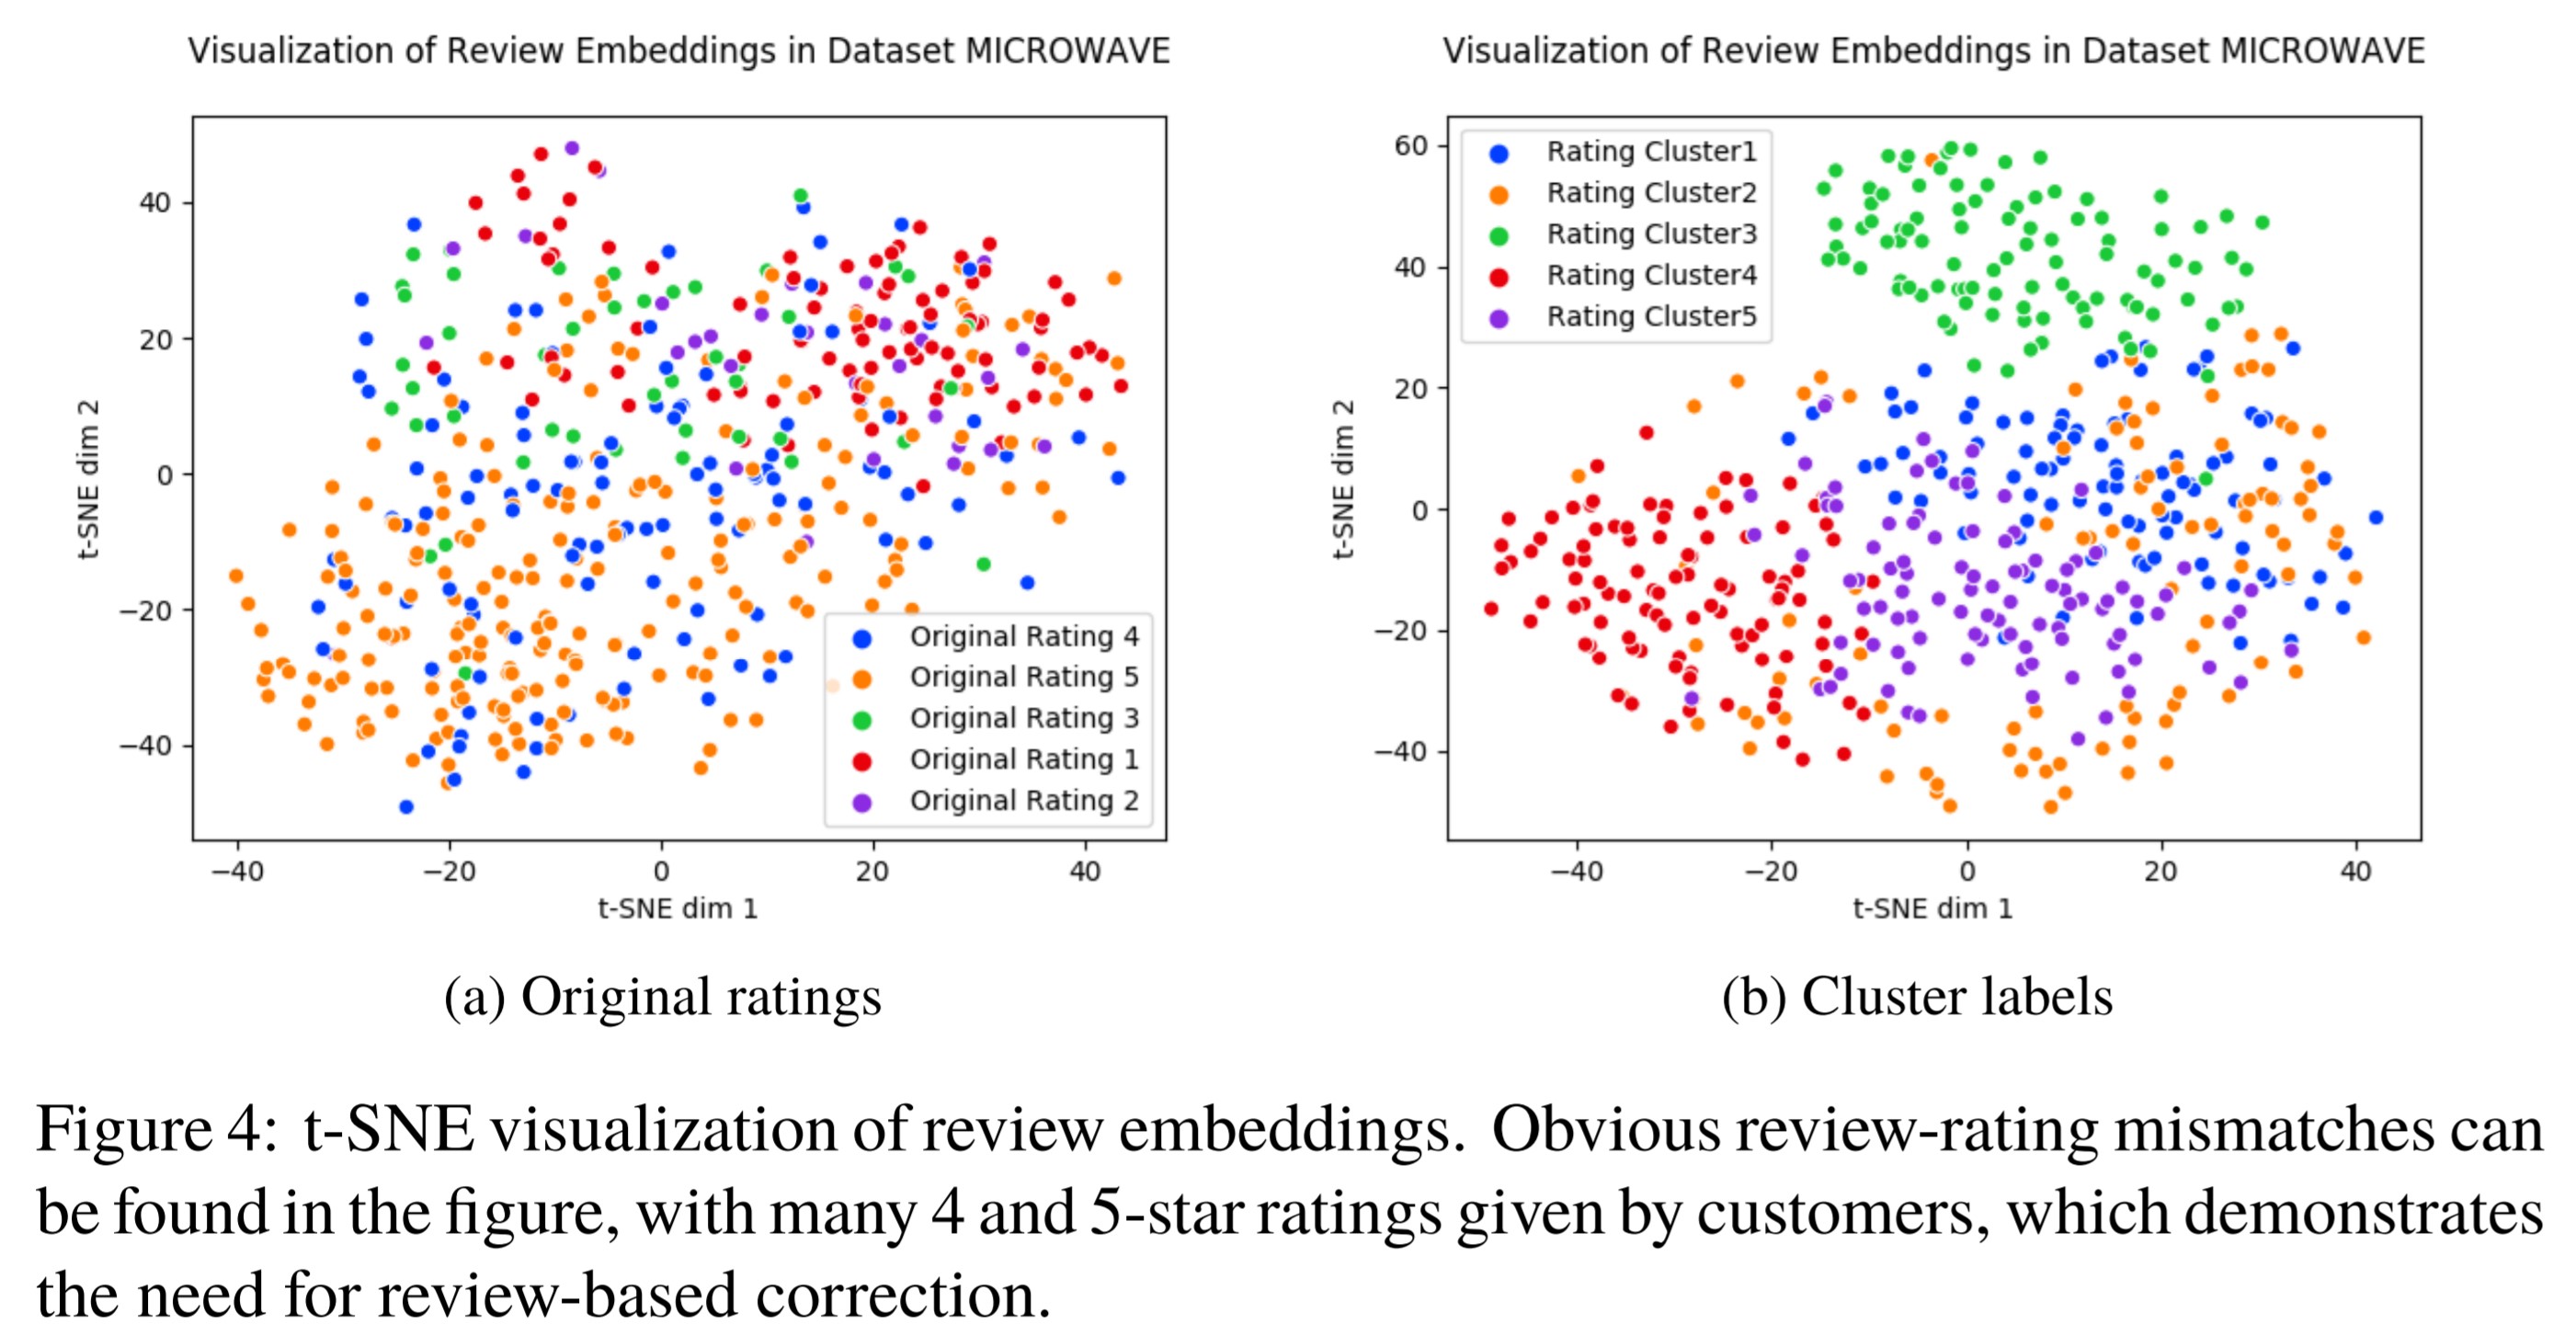 Visualization of Review Embeddings in Dataset MICROWAVE
t-SNE dim 2
40
20
0
−20
−40
−40
−20
0
20
40
t-SNE dim 1
Original Rating 4
Original Rating 5
Original Rating 3
Original Rating 1
Original Rating 2
(a) Original ratings
Visualization of Review Embeddings in Dataset MICROWAVE
t-SNE dim 2
60
40
20
0
−20
−40
−40
−20
0
20
40
t-SNE dim 1
Rating Cluster1
Rating Cluster2
Rating Cluster3
Rating Cluster4
Rating Cluster5
(b) Cluster labels
Figure 4: t-SNE visualization of review embeddings. Obvious review-rating mismatches can
be found in the figure, with many 4 and 5-star ratings given by customers, which demonstrates
the need for review-based correction.